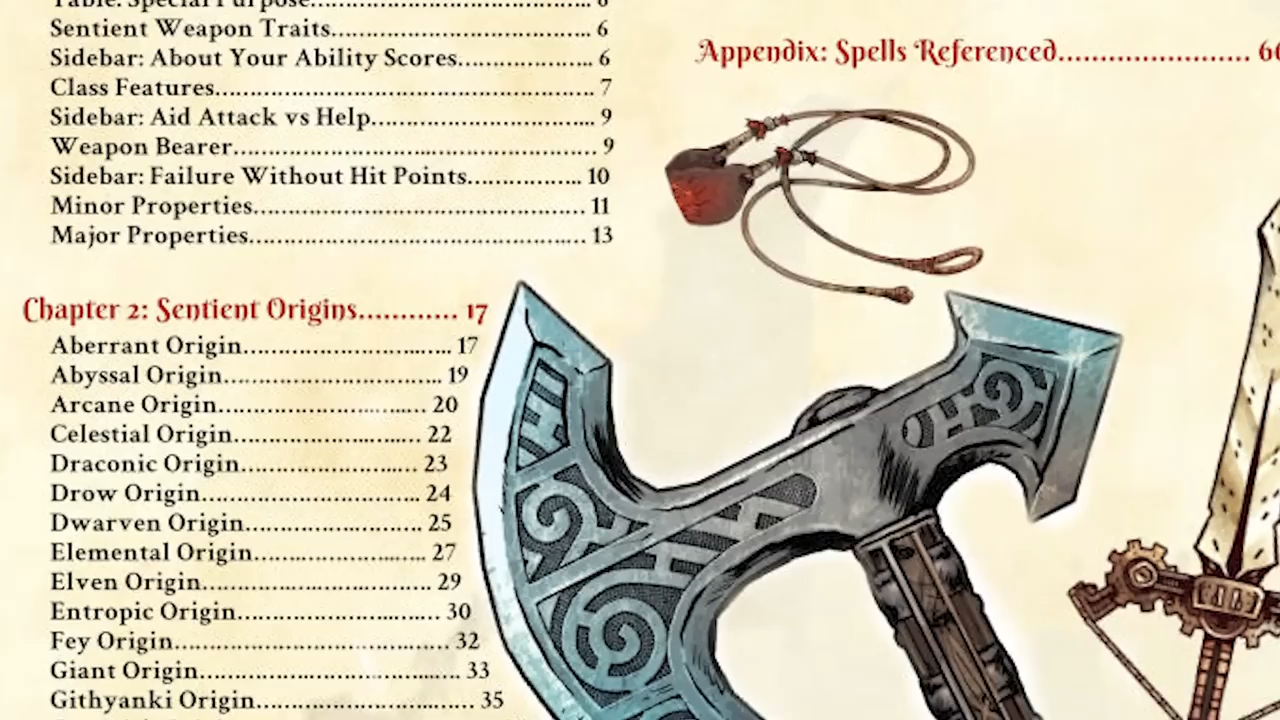 Table: Special Purpose........................................ 6
Sentient Weapon Traits........................................ 6
Sidebar: About Your Ability Scores........................ 6
Class Features........................................ 7
Sidebar: Aid Attack vs Help........................................ 9
Weapon Bearer........................................ 9
Sidebar: Failure Without Hit Points.................... 10
Minor Properties........................................ 11
Major Properties........................................ 13
Chapter 2: Sentient Origins............ 17
Aberrant Origin.............................. 17
Abyssal Origin.............................. 19
Arcane Origin.............................. 20
Celestial Origin.............................. 22
Draconic Origin.............................. 23
Drow Origin.............................. 24
Dwarven Origin.............................. 25
Elemental Origin.............................. 27
Elven Origin.............................. 29
Entropic Origin.............................. 30
Fey Origin.............................. 32
Giant Origin.............................. 33
Githyanki Origin.............................. 35
Appendix: Spells Referenced.......................